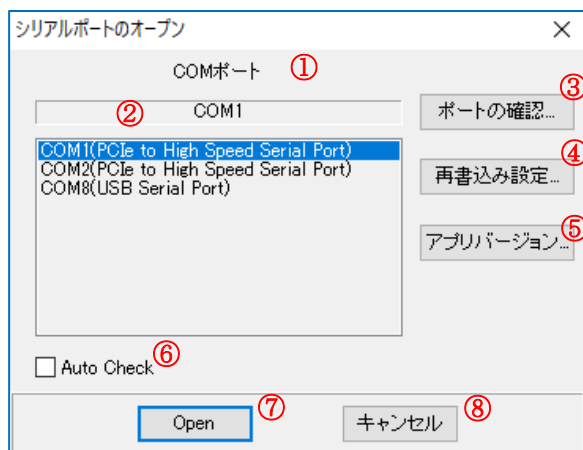 シリアルポートのオープン
COMポート ①
② COM1
③
ポートの確認...
COM1(PCIe to High Speed Serial Port)
COM2(PCIe to High Speed Serial Port)
COM8(USB Serial Port)
④
再書込み設定...
⑤
アプリバージョン...
Auto Check ⑥
Open ⑦
キャンセル ⑧